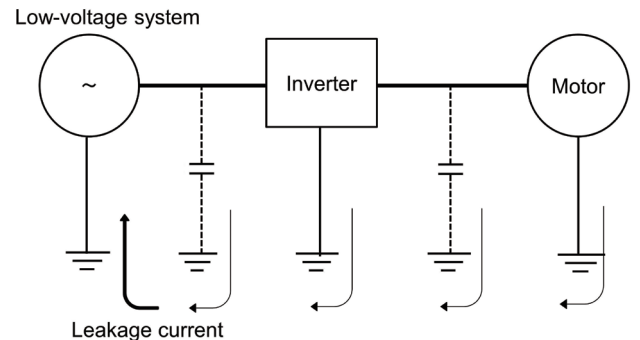 Low-voltage system
~
Inverter
Motor
Leakage current